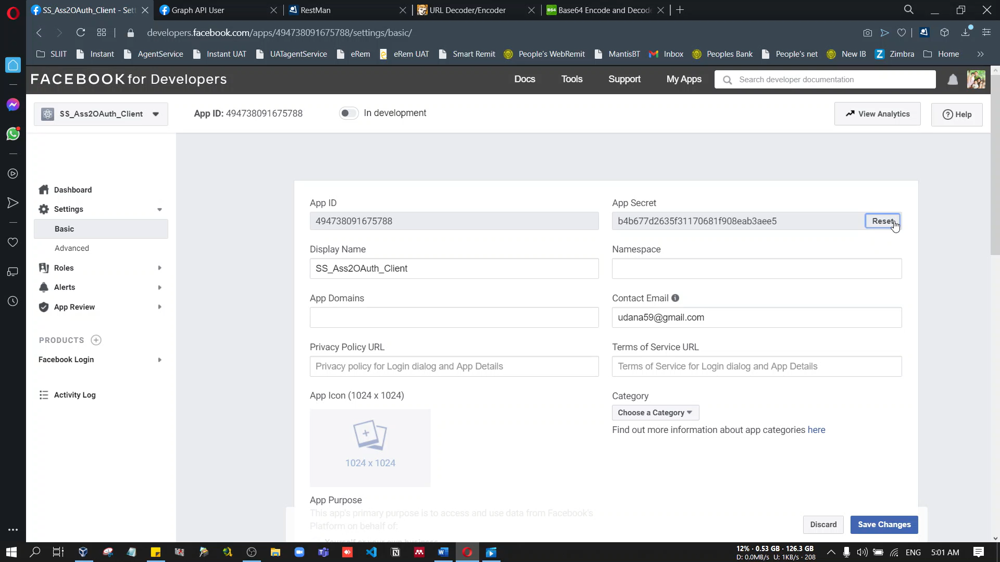 SS_Ass2OAuth_Client - Sett
Graph API User
RestMan
URL Decoder/Encoder
B64
Base64 Encode and Decode
developers.facebook.com/apps/494738091675788/settings/basic/
SLIIT
Instant
AgentService
Instant UAT
UATagentService
eRem
eRem UAT
Smart Remit
People's WebRemit
MantisBT
Inbox
Peoples Bank
People's net
New IB
Zimbra
Home
FACEBOOK for Developers
Docs
Tools
Support
My Apps
Search developer documentation
SS_Ass2OAuth_Client
App ID: 494738091675788
In development
View Analytics
Help
Dashboard
Settings
Basic
Advanced
Roles
Alerts
App Review
PRODUCTS
Facebook Login
Activity Log
App ID
494738091675788
App Secret
b4b677d2635f31170681f908eab3aee5
Reset
Display Name
SS_Ass2OAuth_Client
Namespace
App Domains
Contact Email
udana59@gmail.com
Privacy Policy URL
Privacy policy for Login dialog and App Details
Terms of Service URL
Terms of Service for Login dialog and App Details
App Icon (1024 x 1024)
1024 x 1024
Category
Choose a Category
Find out more information about app categories here
App Purpose
This app's primary purpose is to access and use data from Facebook's
Platform on behalf of:
Yourself or your own business
Discard
Save Changes
12% · 0.53 GB · 126.3 GB
D: 0.0MB/s U: 1KB/s · 208
ENG
5:01 AM